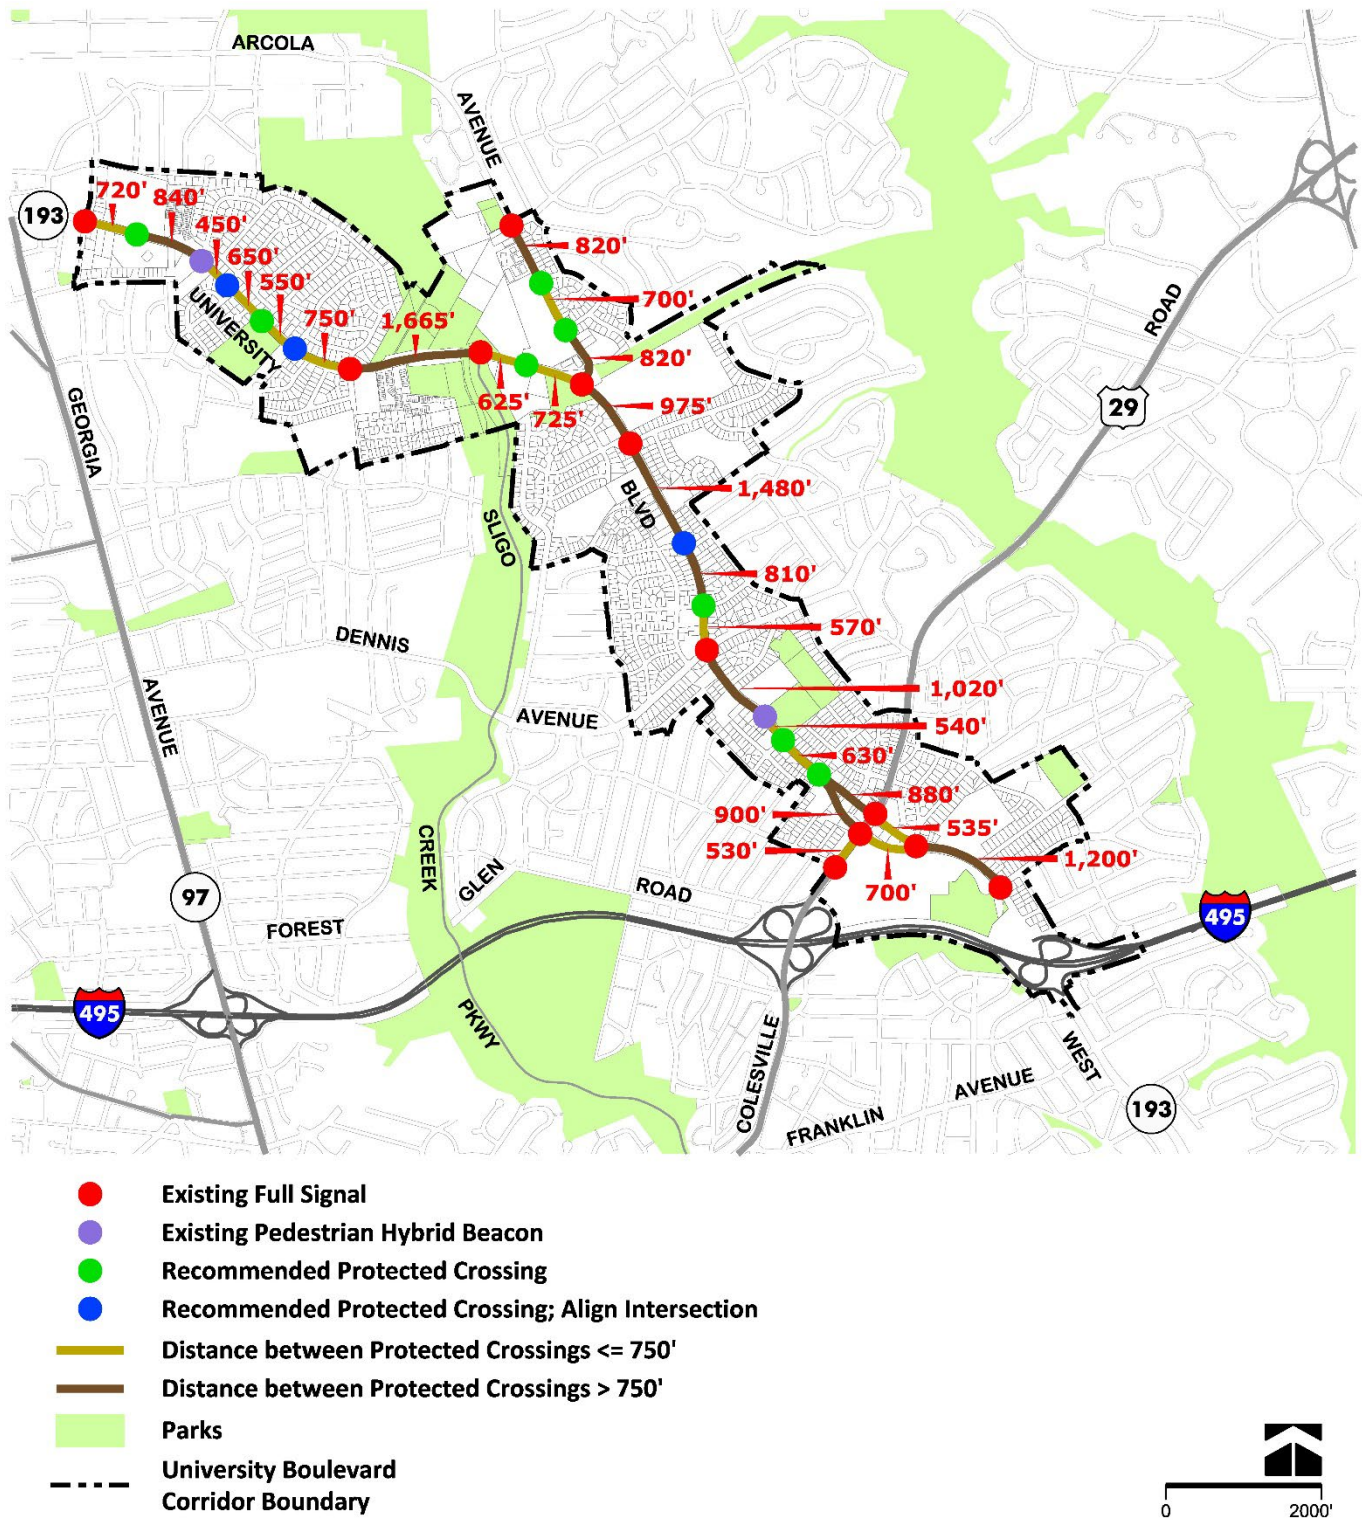 ARCOLA
AVENUE
193
720'
840'
450'
650'
550'
750'
1,665'
820'
700'
820'
975'
625'
725'
UNIVERSITY
GEORGIA
ROAD
29
1,480'
BLVD
SLIGO
810'
570'
DENNIS
AVENUE
AVENUE
1,020'
540'
630'
880'
900'
535'
530'
1,200'
700'
CREEK
GLEN
ROAD
97
FOREST
495
495
PKWY
COLESVILLE
WEST
FRANKLIN
AVENUE
193
Existing Full Signal
Existing Pedestrian Hybrid Beacon
Recommended Protected Crossing
Recommended Protected Crossing; Align Intersection
Distance between Protected Crossings <= 750'
Distance between Protected Crossings > 750'
Parks
University Boulevard
Corridor Boundary
0 2000'